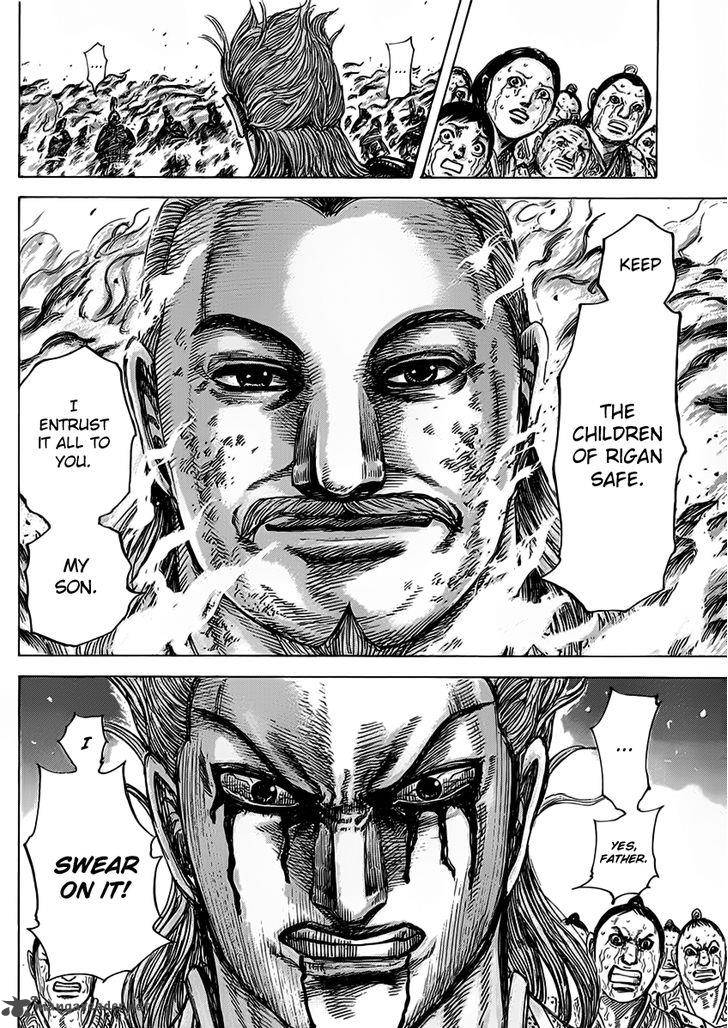 ...
...
KEEP
THE
CHILDREN
OF RIGAN
SAFE.
I
ENTRUST
IT ALL TO
YOU.
MY
SON.
...
YES,
FATHER.
I
SWEAR
ON IT!